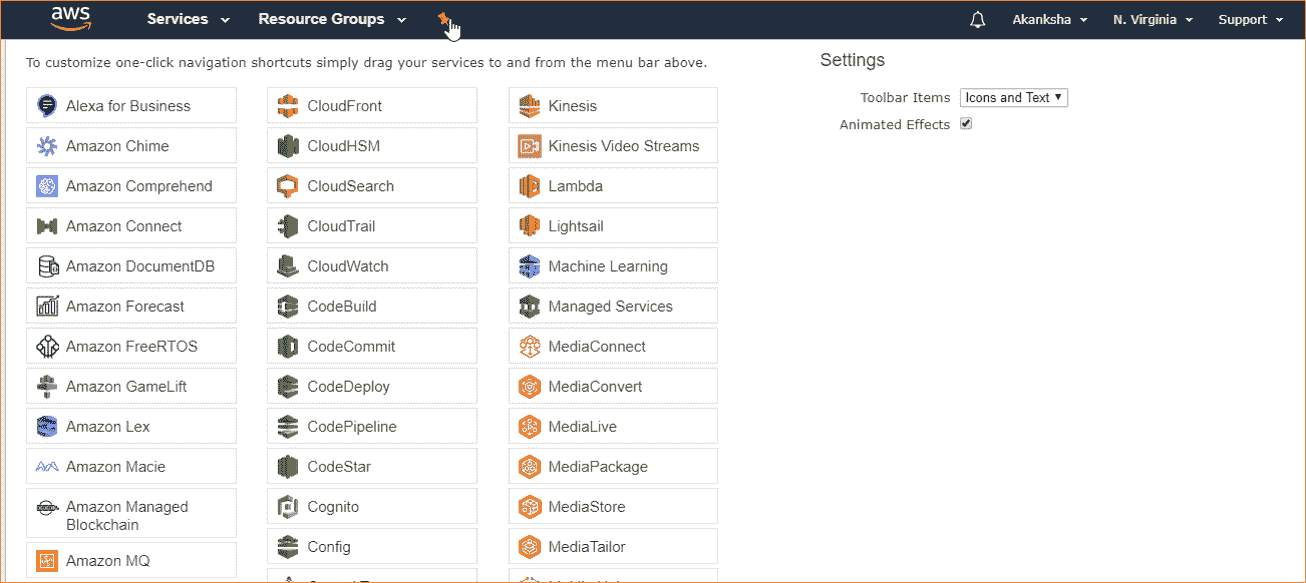 aws
Services
Resource Groups
Akanksha
N. Virginia
Support
To customize one-click navigation shortcuts simply drag your services to and from the menu bar above.
Alexa for Business
Amazon Chime
Amazon Comprehend
Amazon Connect
Amazon DocumentDB
Amazon Forecast
Amazon FreeRTOS
Amazon GameLift
Amazon Lex
Amazon Macie
Amazon Managed
Blockchain
Amazon MQ
CloudFront
CloudHSM
CloudSearch
CloudTrail
CloudWatch
CodeBuild
CodeCommit
CodeDeploy
CodePipeline
CodeStar
Cognito
Config
Kinesis
Kinesis Video Streams
Lambda
Lightsail
Machine Learning
Managed Services
MediaConnect
MediaConvert
MediaLive
MediaPackage
MediaStore
MediaTailor
Settings
Toolbar Items Icons and Text
Animated Effects